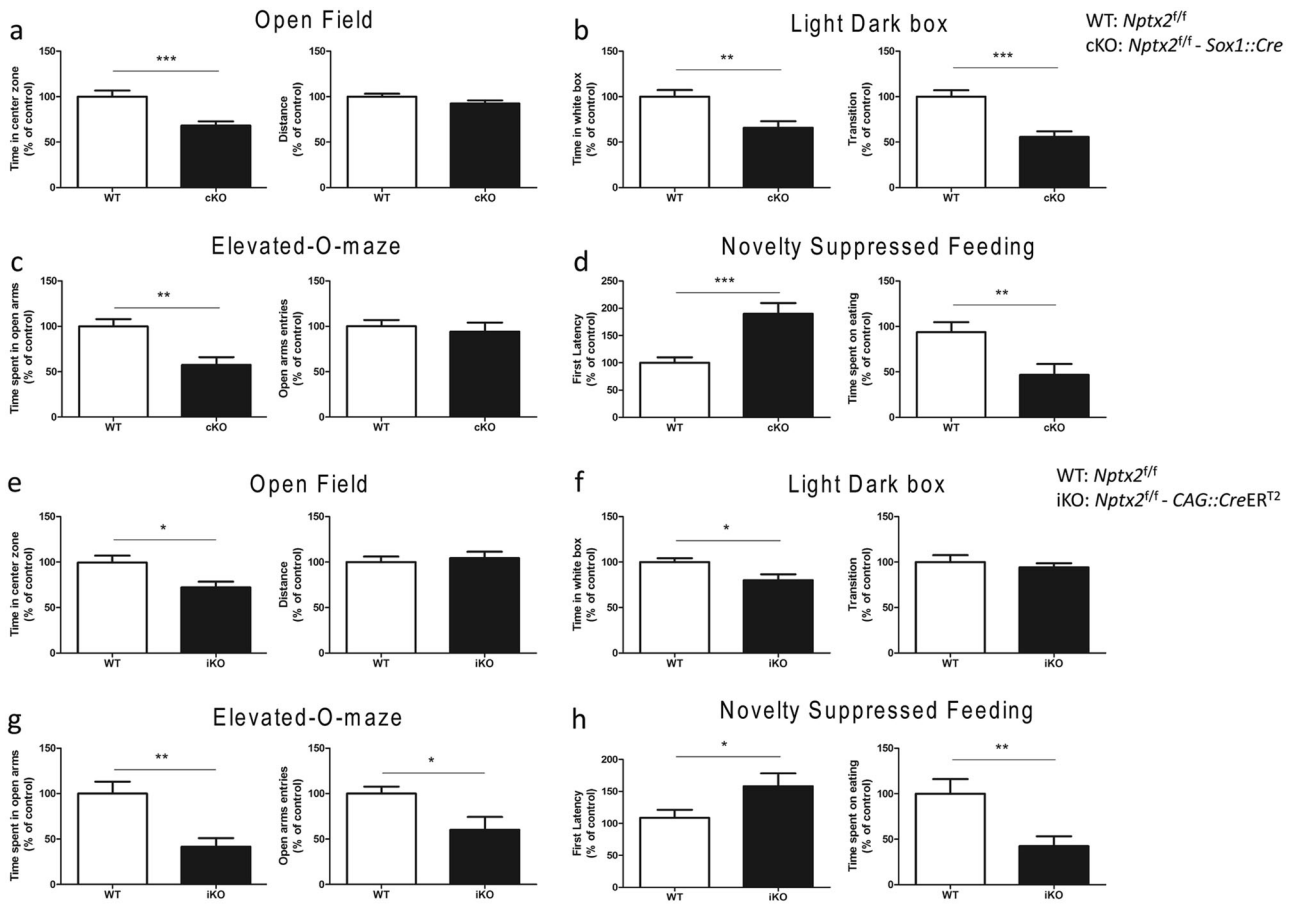 a
Open Field
b
Light Dark box
WT: Nptx2f/f
cKO: Nptx2f/f - Sox1::Cre
Time in center zone
(% of control)
150
100
50
0
***
WT
cKO
Distance
(% of control)
150
100
50
0
WT
cKO
Time in white box
(% of control)
150
100
50
0
**
WT
cKO
Transition
(% of control)
150
100
50
0
***
WT
cKO
c
Elevated-O-maze
d
Novelty Suppressed Feeding
Time spent in open arms
(% of control)
150
100
50
0
**
WT
cKO
Open arms entries
(% of control)
150
100
50
0
WT
cKO
First Latency
(% of control)
250
200
150
100
50
0
***
WT
cKO
Time spent on eating
(% of control)
150
100
50
0
**
WT
cKO
e
Open Field
f
Light Dark box
WT: Nptx2f/f
iKO: Nptx2f/f - CAG::CreERT2
Time in center zone
(% of control)
150
100
50
0
*
WT
iKO
Distance
(% of control)
150
100
50
0
WT
iKO
Time in white box
(% of control)
150
100
50
0
*
WT
iKO
Transition
(% of control)
150
100
50
0
WT
iKO
g
Elevated-O-maze
h
Novelty Suppressed Feeding
Time spent in open arms
(% of control)
150
100
50
0
**
WT
iKO
Open arms entries
(% of control)
150
100
50
0
*
WT
iKO
First Latency
(% of control)
200
150
100
50
0
*
WT
iKO
Time spent on eating
(% of control)
150
100
50
0
**
WT
iKO